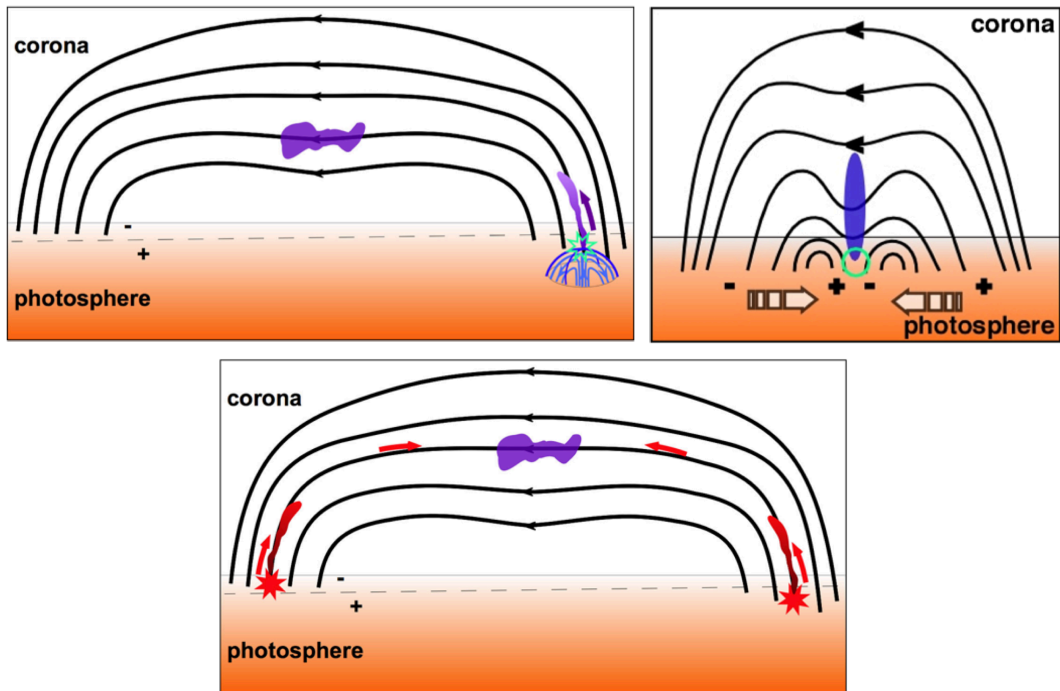 corona
-
+
photosphere
corona
- + - +
photosphere
corona
-
+
photosphere